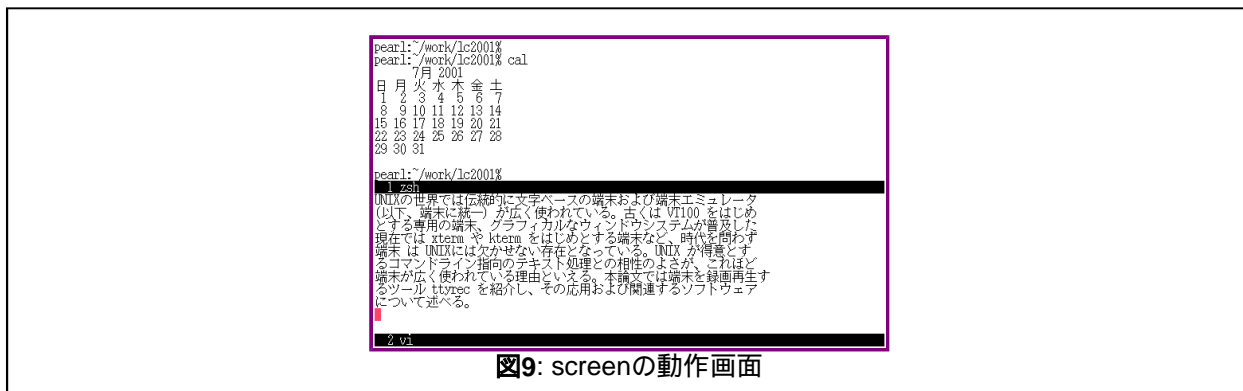 pearl:~/work/lc2001%
pearl:~/work/lc2001% cal
7月 2001
日 月 火 水 木 金 土
1 2 3 4 5 6 7
8 9 10 11 12 13 14
15 16 17 18 19 20 21
22 23 24 25 26 27 28
29 30 31
pearl:~/work/lc2001%
1 zsh
UNIXの世界では伝統的に文字ベースの端末および端末エミュレータ
(以下、端末に統一) が広く使われている。古くは VT100 をはじめ
とする専用の端末、グラフィカルなウィンドウシステムが普及した
現在では xterm や kterm をはじめとする端末など、時代を問わず
端末 は UNIXには欠かせない存在となっている。UNIX が得意とす
るコマンドライン指向のテキスト処理との相性のよさが、これほど
端末が広く使われている理由といえる。本論文では端末を録画再生す
るツール ttyrec を紹介し、その応用および関連するソフトウェア
について述べる。
2 vi
図9: screenの動作画面